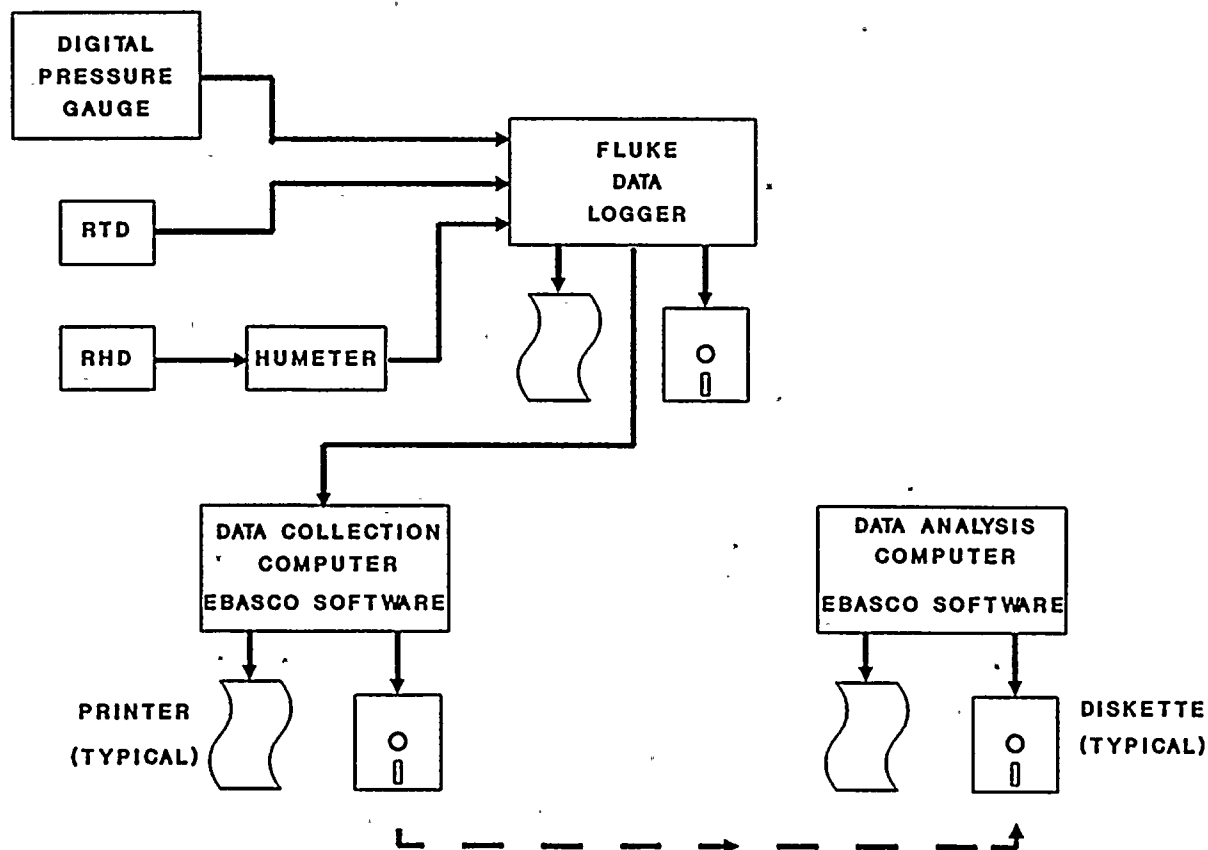 DIGITAL
PRESSURE
GAUGE
FLUKE
DATA
LOGGER
RTD
RHD
HUMETER
DATA COLLECTION
COMPUTER
EBASCO SOFTWARE
DATA ANALYSIS
COMPUTER
EBASCO SOFTWARE
PRINTER
(TYPICAL)
DISKETTE
(TYPICAL)